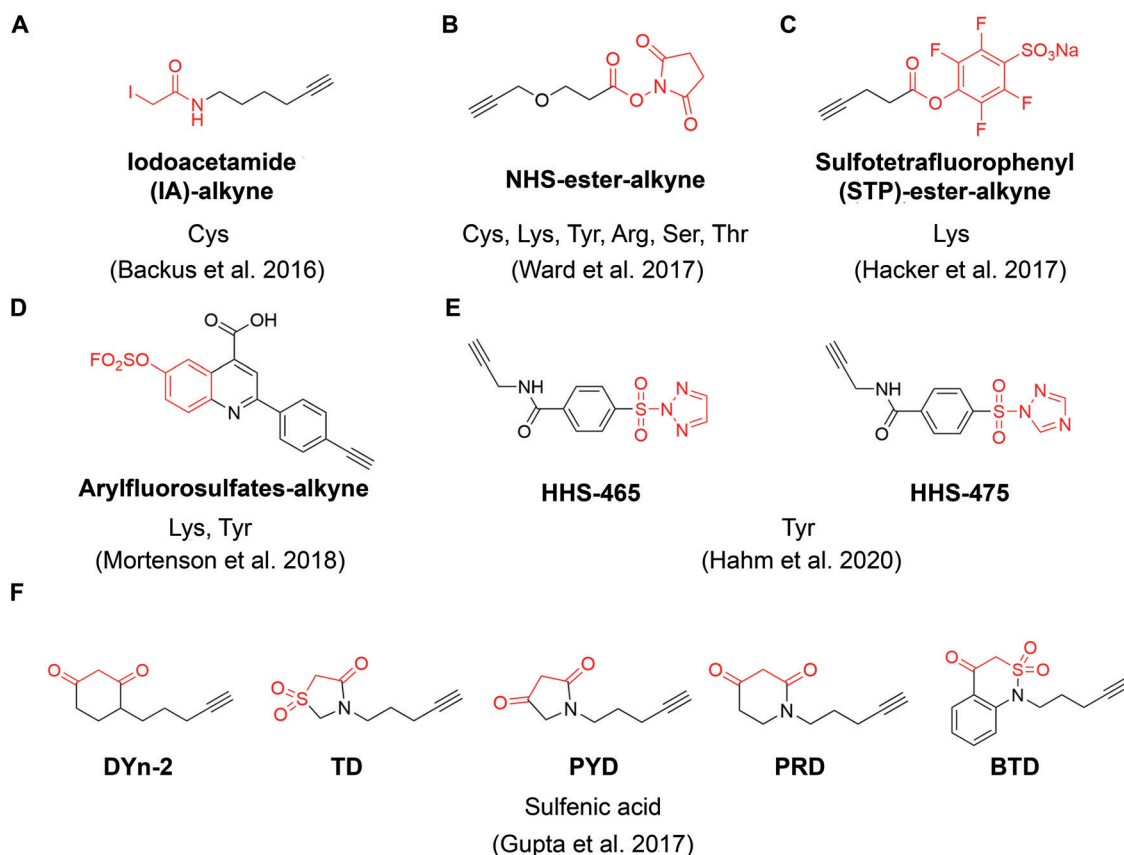 A
I
O
N
H
Iodoacetamide
(IA)-alkyne
Cys
(Backus et al. 2016)
B
O
O
O
N
O
O
NHS-ester-alkyne
Cys, Lys, Tyr, Arg, Ser, Thr
(Ward et al. 2017)
C
O
O
F
F
F
F
SO3Na
Sulfotetrafluorophenyl
(STP)-ester-alkyne
Lys
(Hacker et al. 2017)
D
O
OH
FO2SO
N
Arylfluorosulfates-alkyne
Lys, Tyr
(Mortenson et al. 2018)
E
NH
O
O
S
O
N
N
N
HHS-465
NH
O
O
S
O
N
N
N
HHS-475
Tyr
(Hahm et al. 2020)
F
O
O
DYn-2
O
O
S
O
N
TD
O
O
N
PYD
O
O
N
PRD
O
O
S
O
N
BTD
Sulfenic acid
(Gupta et al. 2017)